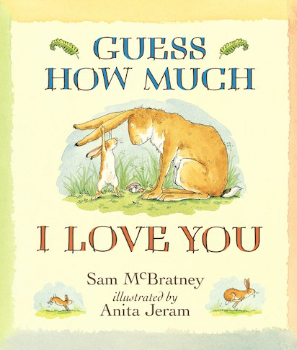 GUESS
HOW MUCH
I LOVE YOU
Sam McBratney
illustrated by
Anita Jeram